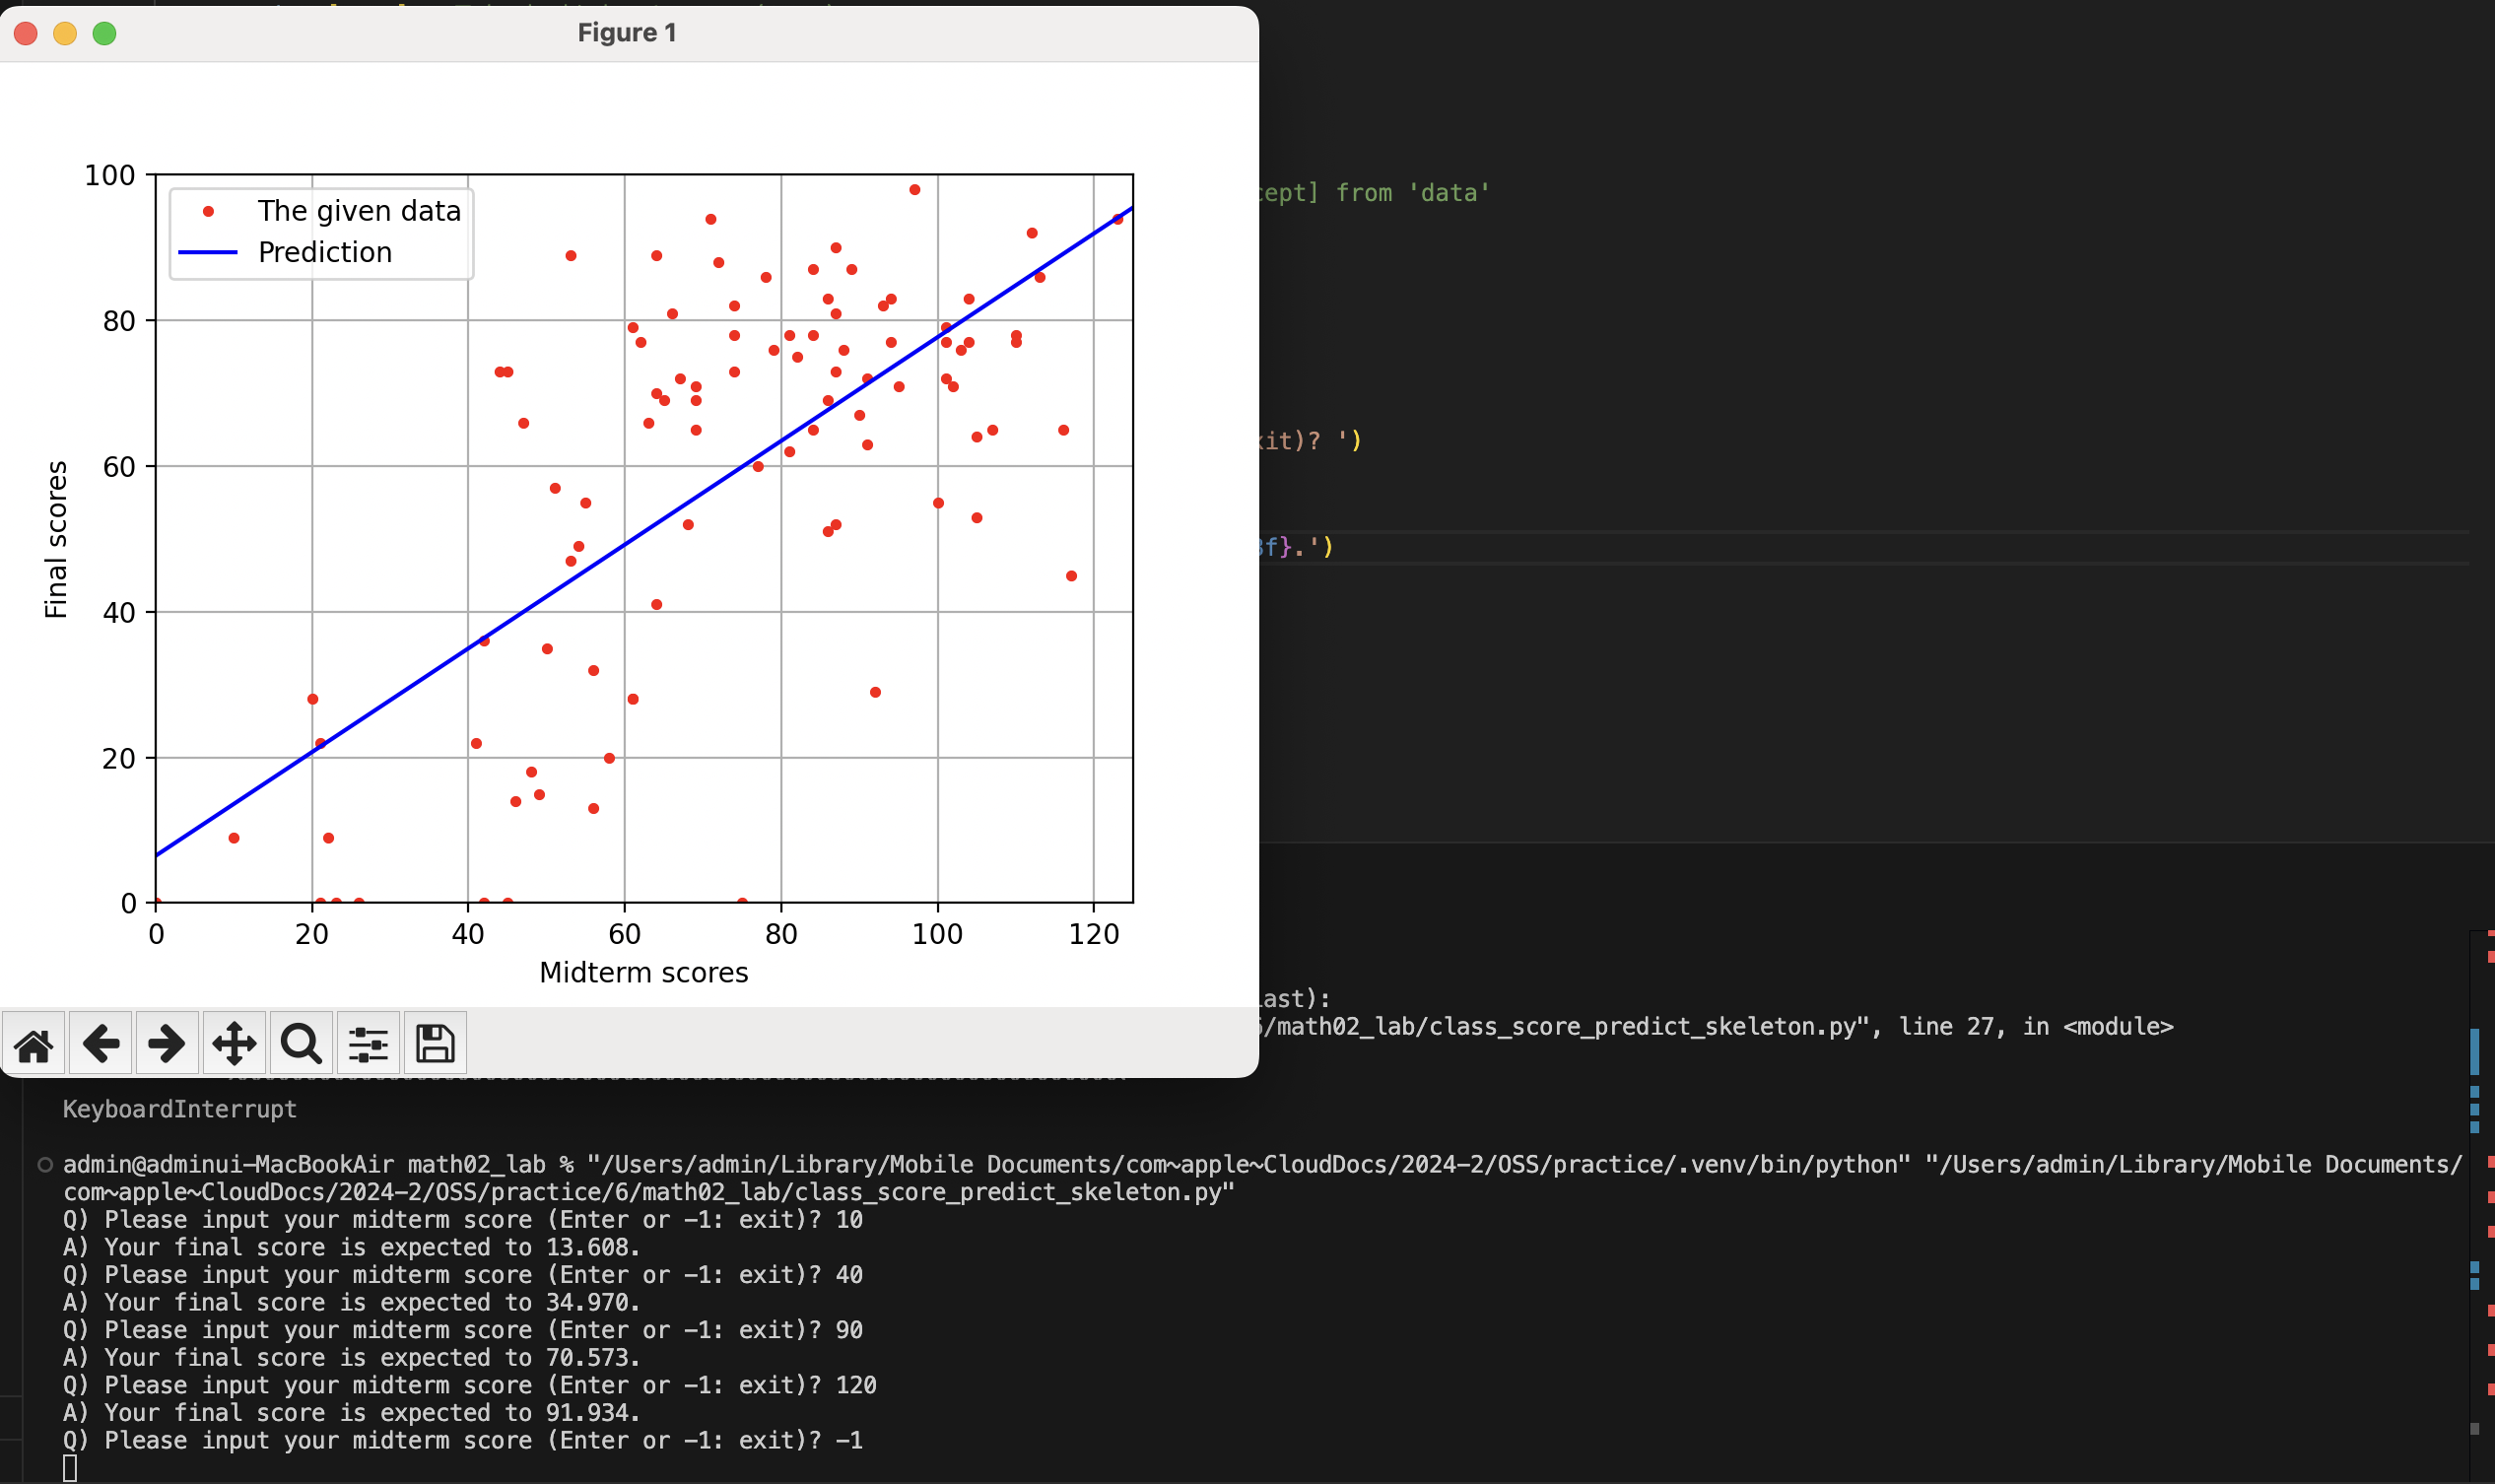 Figure 1
100
80
60
40
20
0
The given data
Prediction
Final scores
0 20 40 60 80 100 120
Midterm scores
from 'data'
)? ')
}.')
):
/math02_lab/class_score_predict_skeleton.py", line 27, in <module>
KeyboardInterrupt
admin@adminui-MacBookAir math02_lab % "/Users/admin/Library/Mobile Documents/com~apple~CloudDocs/2024-2/OSS/practice/.venv/bin/python" "/Users/admin/Library/Mobile Documents/
com~apple~CloudDocs/2024-2/OSS/practice/6/math02_lab/class_score_predict_skeleton.py"
Q) Please input your midterm score (Enter or -1: exit)? 10
A) Your final score is expected to 13.608.
Q) Please input your midterm score (Enter or -1: exit)? 40
A) Your final score is expected to 34.970.
Q) Please input your midterm score (Enter or -1: exit)? 90
A) Your final score is expected to 70.573.
Q) Please input your midterm score (Enter or -1: exit)? 120
A) Your final score is expected to 91.934.
Q) Please input your midterm score (Enter or -1: exit)? -1